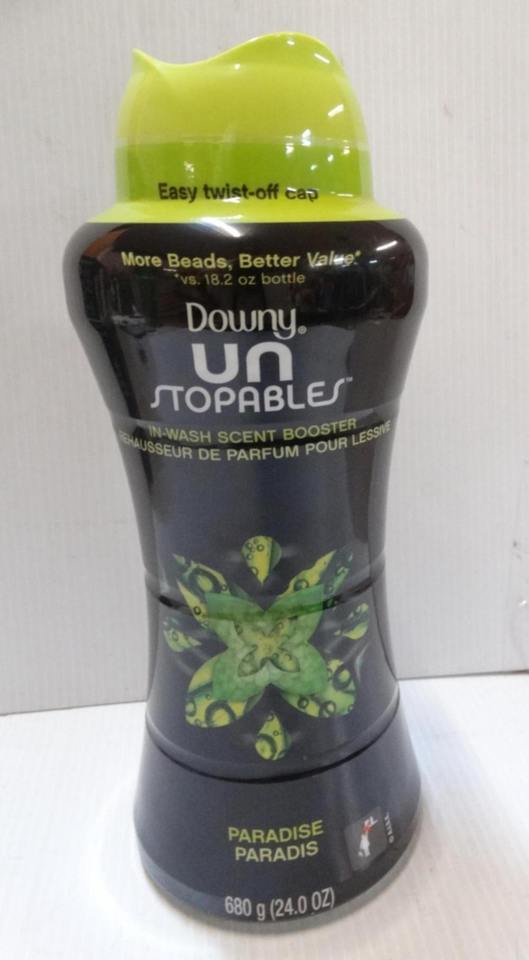 Easy twist-off cap
More Beads, Better Value*
*vs. 18.2 oz bottle
Downy®
UN
STOPABLES™
IN-WASH SCENT BOOSTER
REHAUSSEUR DE PARFUM POUR LESSIVE
PARADISE
PARADIS
680 g (24.0 OZ)